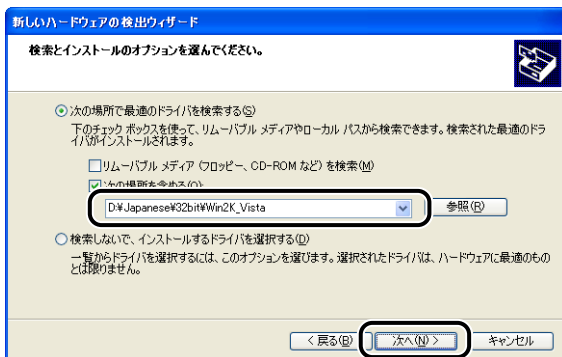 新しいハードウェアの検出ウィザード
検索とインストールのオプションを選んでください。
次の場所で最適のドライバを検索する(S)
下のチェック ボックスを使って、リムーバブル メディアやローカル パスから検索できます。検索された最適のドラ
イバがインストールされます。
リムーバブル メディア (フロッピー、CD-ROM など) を検索(M)
次の場所を含める(O):
D:¥Japanese¥32bit¥Win2K_Vista
参照(R)
検索しないで、インストールするドライバを選択する(D)
一覧からドライバを選択するには、このオプションを選びます。選択されたドライバは、ハードウェアに最適のもの
とは限りません。
< 戻る(B)
次へ(N) >
キャンセル